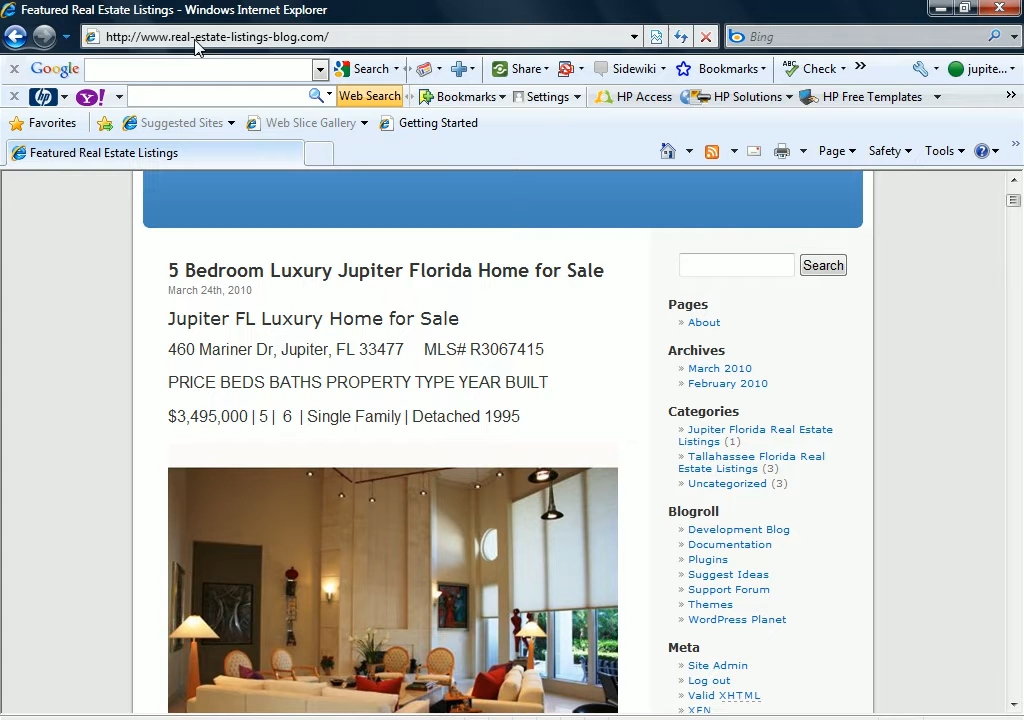 Featured Real Estate Listings - Windows Internet Explorer
http://www.real-estate-listings-blog.com/
Bing
x Google Search Share Sidewiki Bookmarks ABC Check » jupite...
x hp Y! Web Search Bookmarks Settings HP Access HP Solutions HP Free Templates »
Favorites Suggested Sites Web Slice Gallery Getting Started
Featured Real Estate Listings Page Safety Tools »
5 Bedroom Luxury Jupiter Florida Home for Sale
March 24th, 2010
Jupiter FL Luxury Home for Sale
460 Mariner Dr, Jupiter, FL 33477 MLS# R3067415
PRICE BEDS BATHS PROPERTY TYPE YEAR BUILT
$3,495,000 | 5 | 6 | Single Family | Detached 1995
Search
Pages
» About
Archives
» March 2010
» February 2010
Categories
» Jupiter Florida Real Estate
Listings (1)
» Tallahassee Florida Real
Estate Listings (3)
» Uncategorized (3)
Blogroll
» Development Blog
» Documentation
» Plugins
» Suggest Ideas
» Support Forum
» Themes
» WordPress Planet
Meta
» Site Admin
» Log out
» Valid XHTML
» XFN